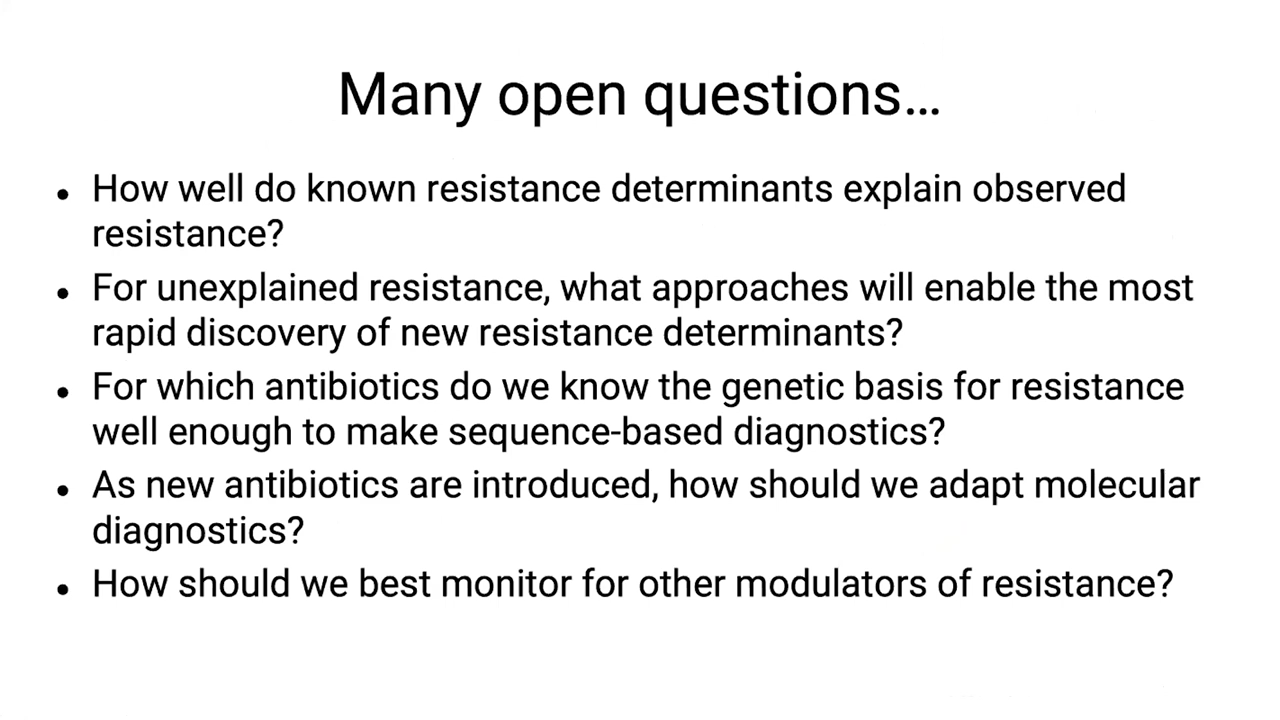 Many open questions…
• How well do known resistance determinants explain observed
resistance?
• For unexplained resistance, what approaches will enable the most
rapid discovery of new resistance determinants?
• For which antibiotics do we know the genetic basis for resistance
well enough to make sequence-based diagnostics?
• As new antibiotics are introduced, how should we adapt molecular
diagnostics?
• How should we best monitor for other modulators of resistance?